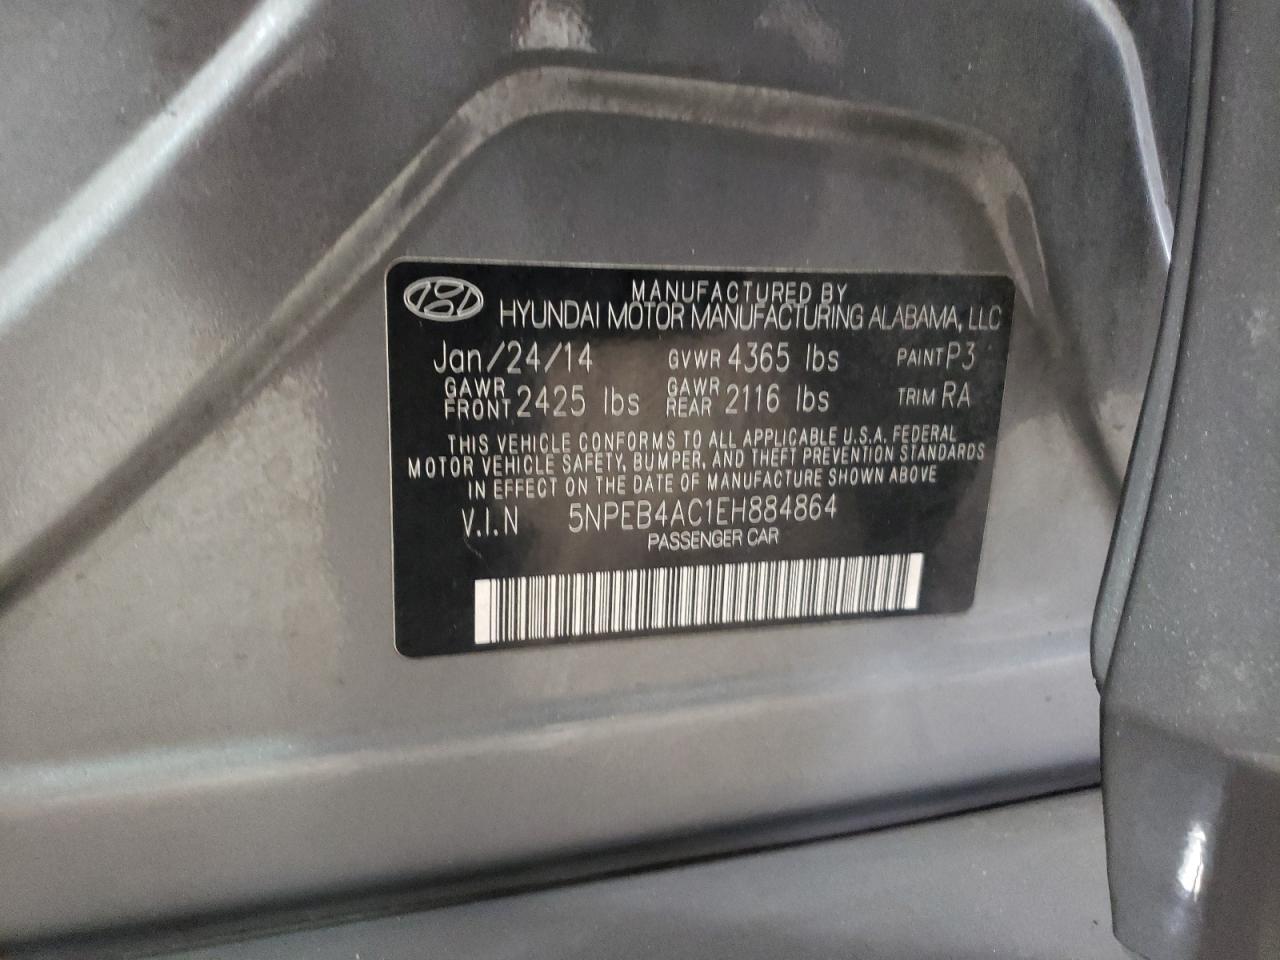 MANUFACTURED BY
HYUNDAI MOTOR MANUFACTURING ALABAMA, LLC
Jan/24/14 GVWR 4365 lbs PAINT P3
GAWR FRONT 2425 lbs GAWR REAR 2116 lbs TRIM RA
THIS VEHICLE CONFORMS TO ALL APPLICABLE U.S.A. FEDERAL
MOTOR VEHICLE SAFETY, BUMPER, AND THEFT PREVENTION STANDARDS
IN EFFECT ON THE DATE OF MANUFACTURE SHOWN ABOVE
V.I.N 5NPEB4AC1EH884864
PASSENGER CAR